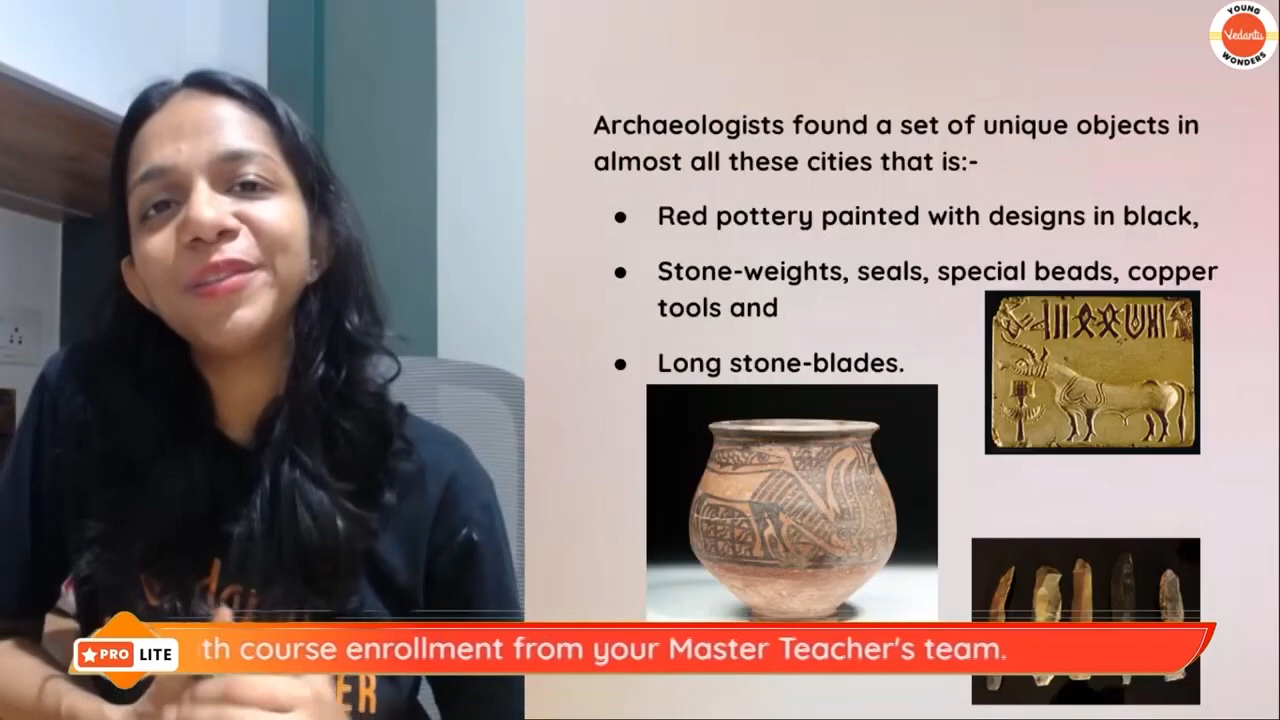 YOUNG
Vedantu
WONDERS
Archaeologists found a set of unique objects in
almost all these cities that is:-
● Red pottery painted with designs in black,
● Stone-weights, seals, special beads, copper
tools and
● Long stone-blades.
PRO LITE
th course enrollment from your Master Teacher's team.
ER